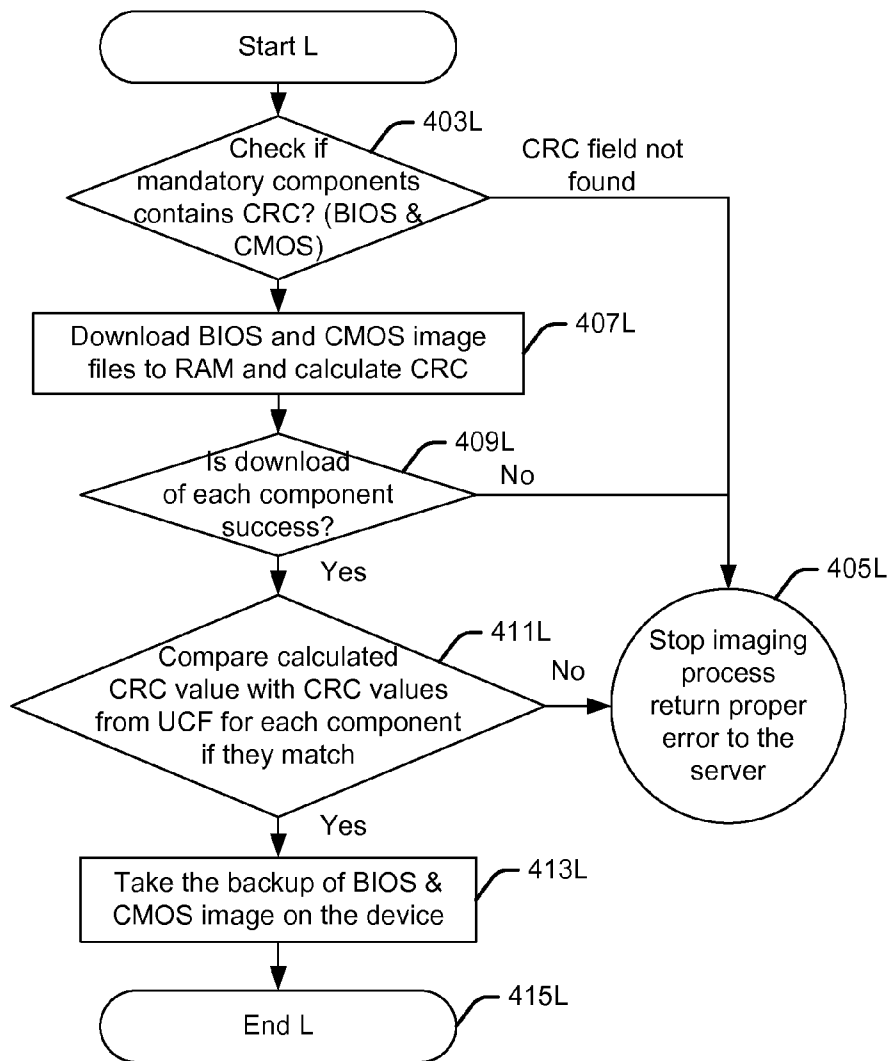 Start L
403L
Check if
mandatory components
contains CRC? (BIOS &
CMOS)
CRC field not
found
Download BIOS and CMOS image
files to RAM and calculate CRC
407L
409L
Is download
of each component
success?
No
Yes
405L
411L
Compare calculated
CRC value with CRC values
from UCF for each component
if they match
No
Stop imaging
process
return proper
error to the
server
Yes
Take the backup of BIOS &
CMOS image on the device
413L
End L
415L